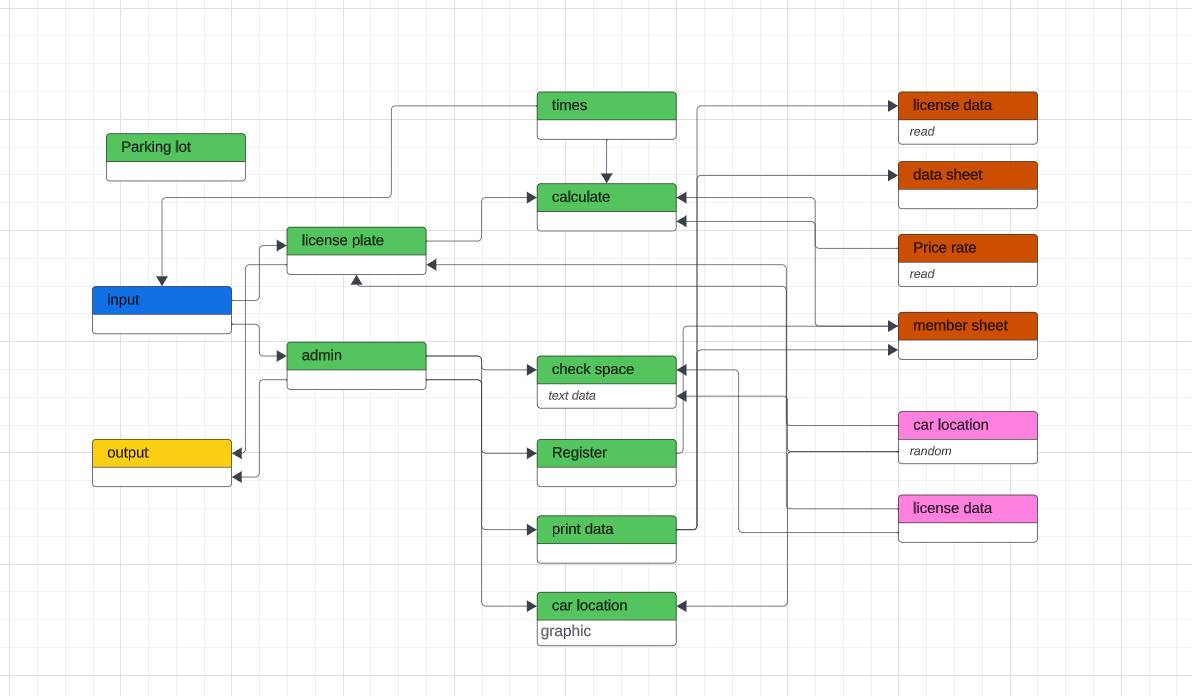 times
license data
read
Parking lot
data sheet
calculate
license plate
Price rate
read
input
member sheet
admin
check space
text data
car location
random
output
Register
license data
print data
car location
graphic